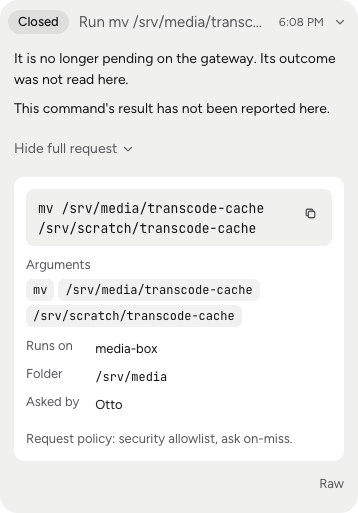 Closed Run mv /srv/media/transc... 6:08 PM
It is no longer pending on the gateway. Its outcome
was not read here.
This command's result has not been reported here.
Hide full request
mv /srv/media/transcode-cache
/srv/scratch/transcode-cache
Arguments
mv /srv/media/transcode-cache
/srv/scratch/transcode-cache
Runs on media-box
Folder /srv/media
Asked by Otto
Request policy: security allowlist, ask on-miss.
Raw